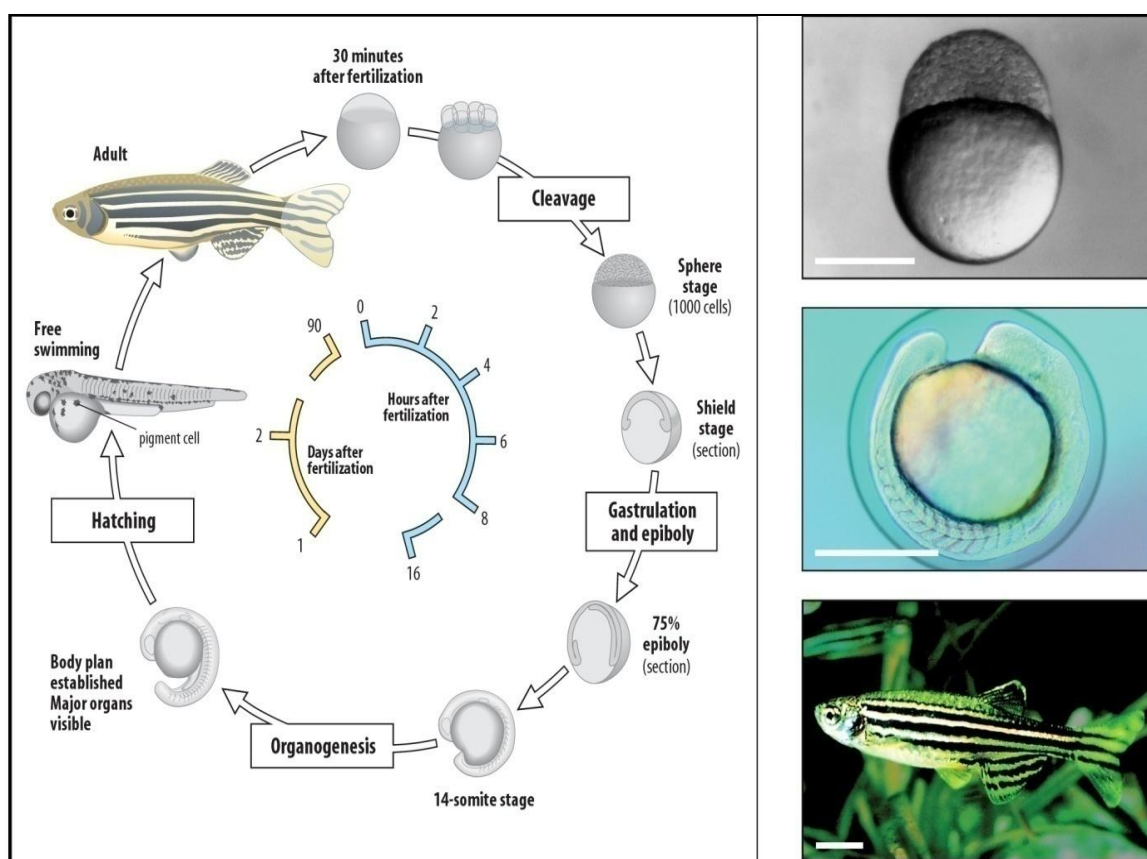 30 minutes
after fertilization
Adult
Cleavage
Sphere
stage
(1000 cells)
Free
swimming
pigment cell
90
0
2
4
6
8
16
Hours after
fertilization
2
Days after
fertilization
1
Shield
stage
(section)
Hatching
Gastrulation
and epiboly
75%
epiboly
(section)
Body plan
established
Major organs
visible
Organogenesis
14-somite stage